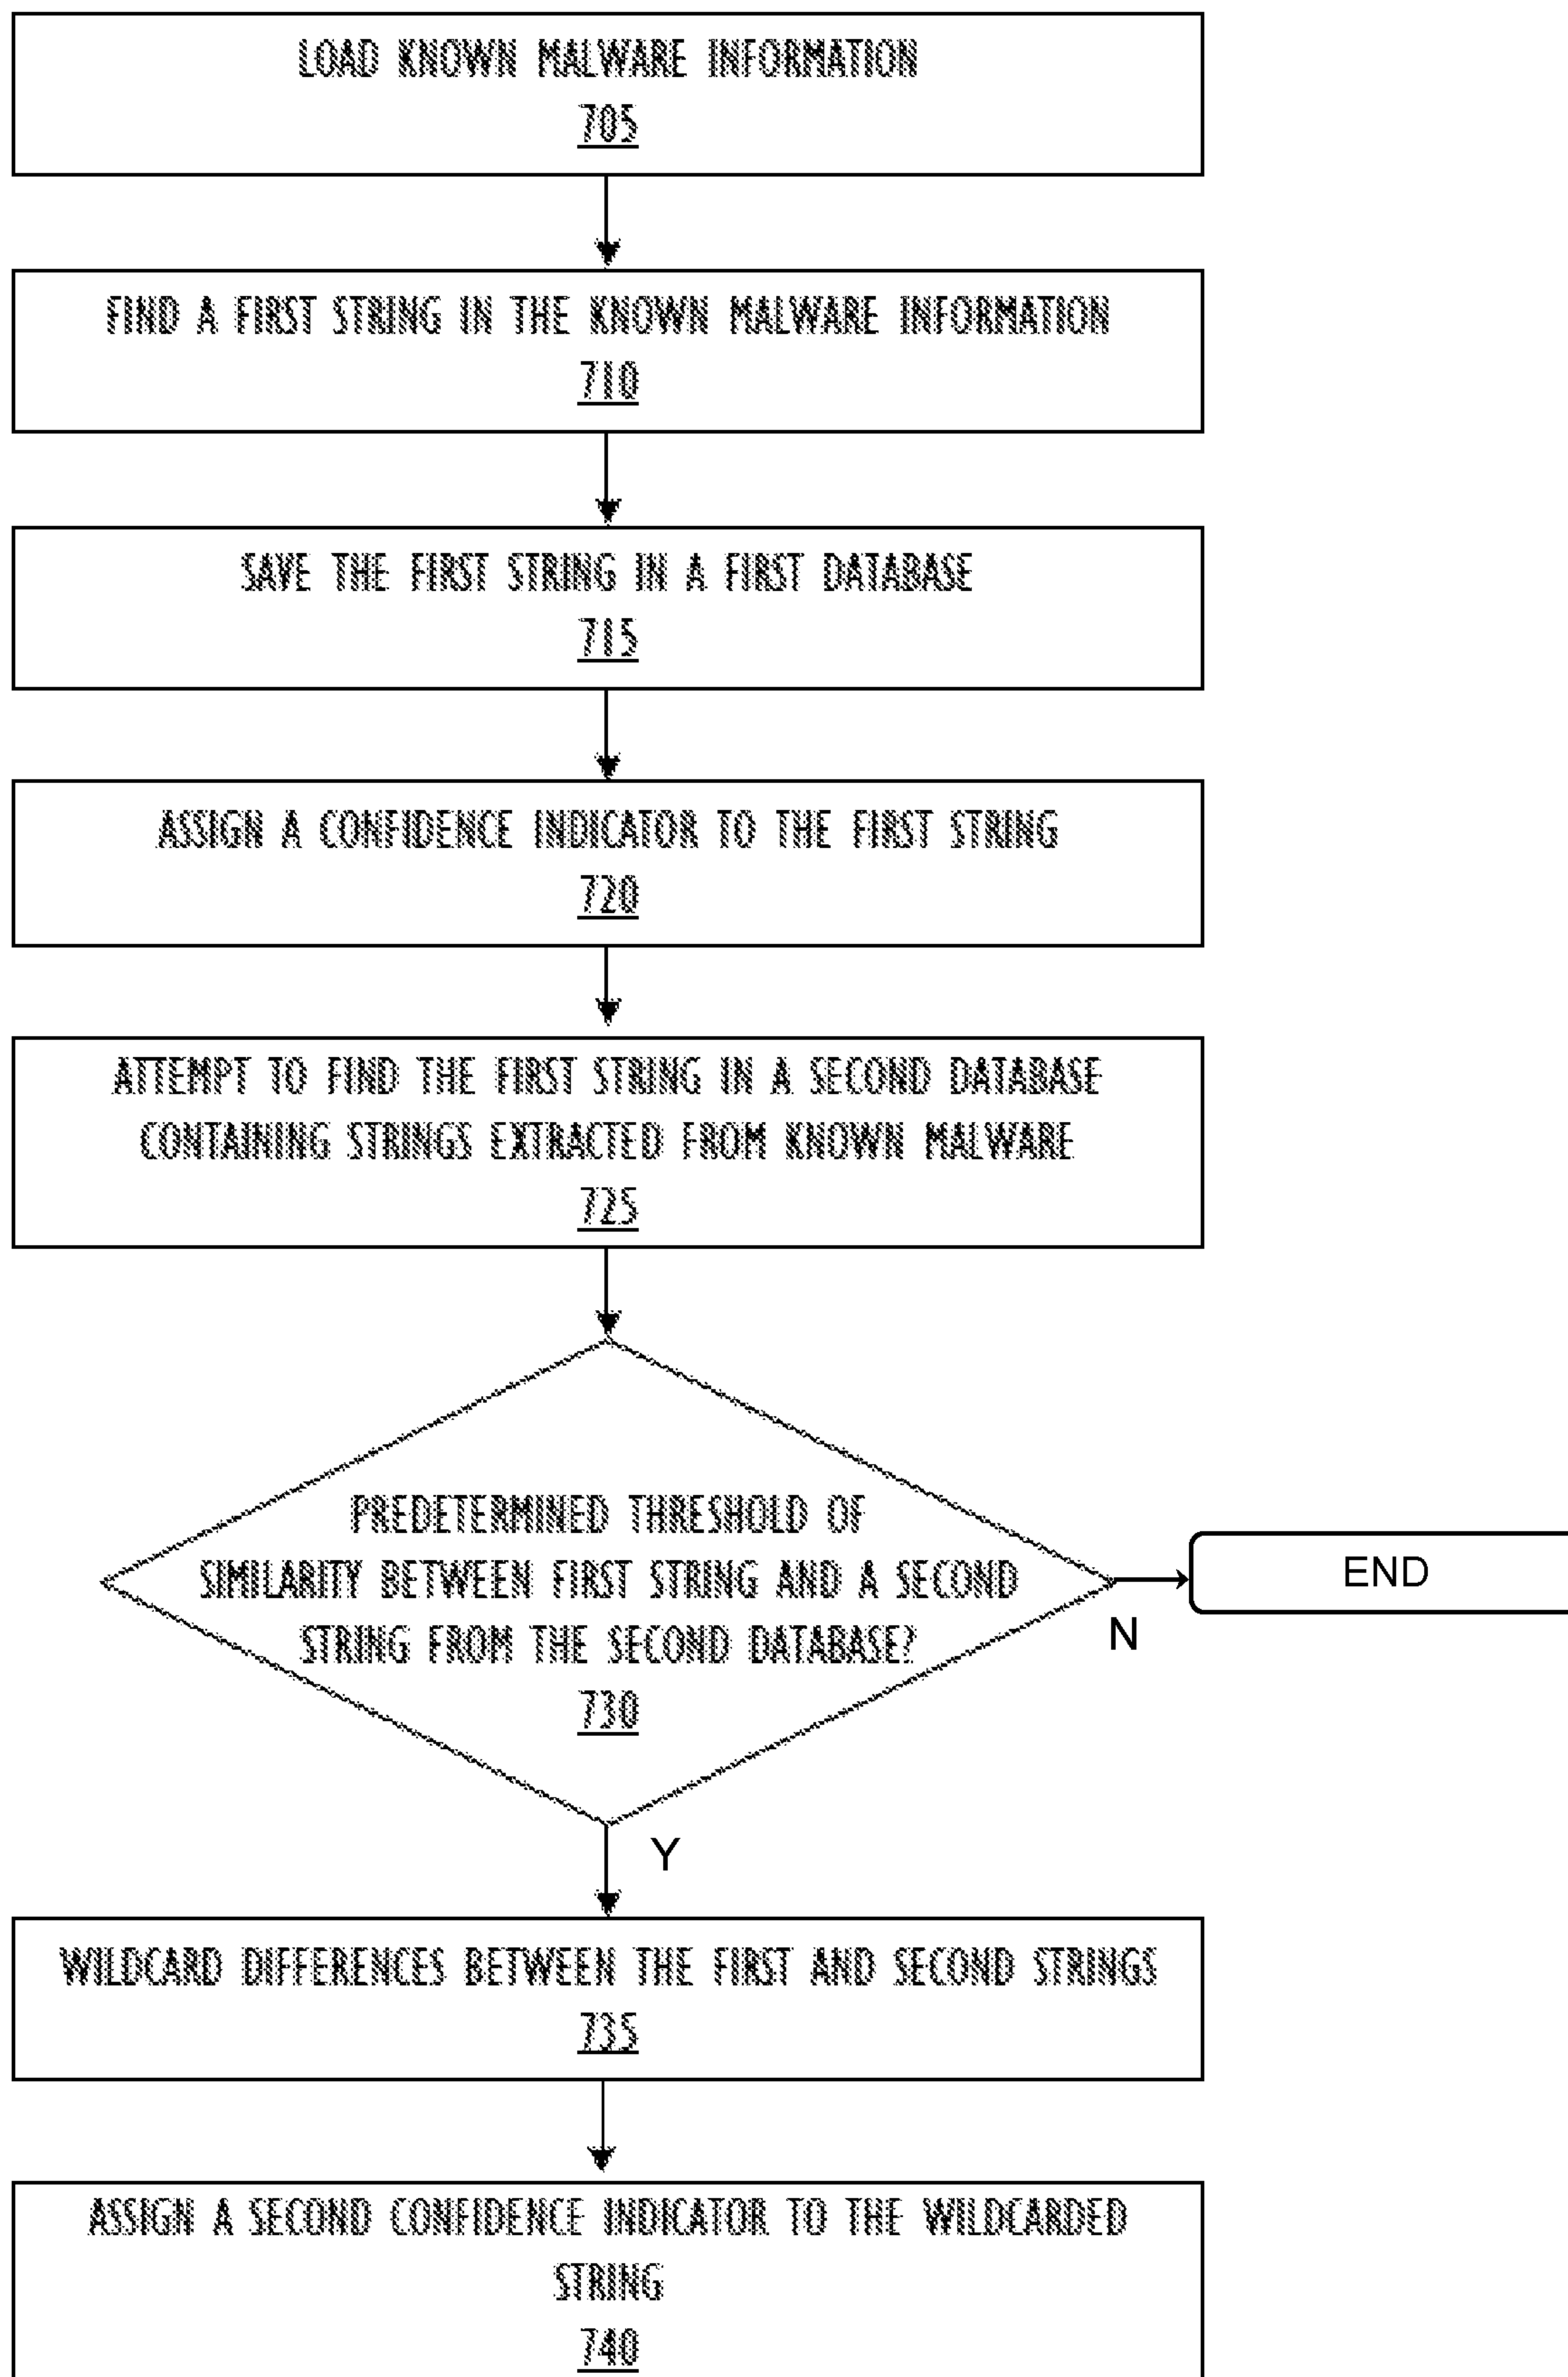 LOAD KNOWN MALWARE INFORMATION
705
FIND A FIRST STRING IN THE KNOWN MALWARE INFORMATION
710
SAVE THE FIRST STRING IN A FIRST DATABASE
715
ASSIGN A CONFIDENCE INDICATOR TO THE FIRST STRING
720
ATTEMPT TO FIND THE FIRST STRING IN A SECOND DATABASE
CONTAINING STRINGS EXTRACTED FROM KNOWN MALWARE
725
PREDETERMINED THRESHOLD OF
SIMILARITY BETWEEN FIRST STRING AND A SECOND
STRING FROM THE SECOND DATABASE?
730
END
N
Y
WILDCARD DIFFERENCES BETWEEN THE FIRST AND SECOND STRINGS
735
ASSIGN A SECOND CONFIDENCE INDICATOR TO THE WILDCARDED
STRING
740